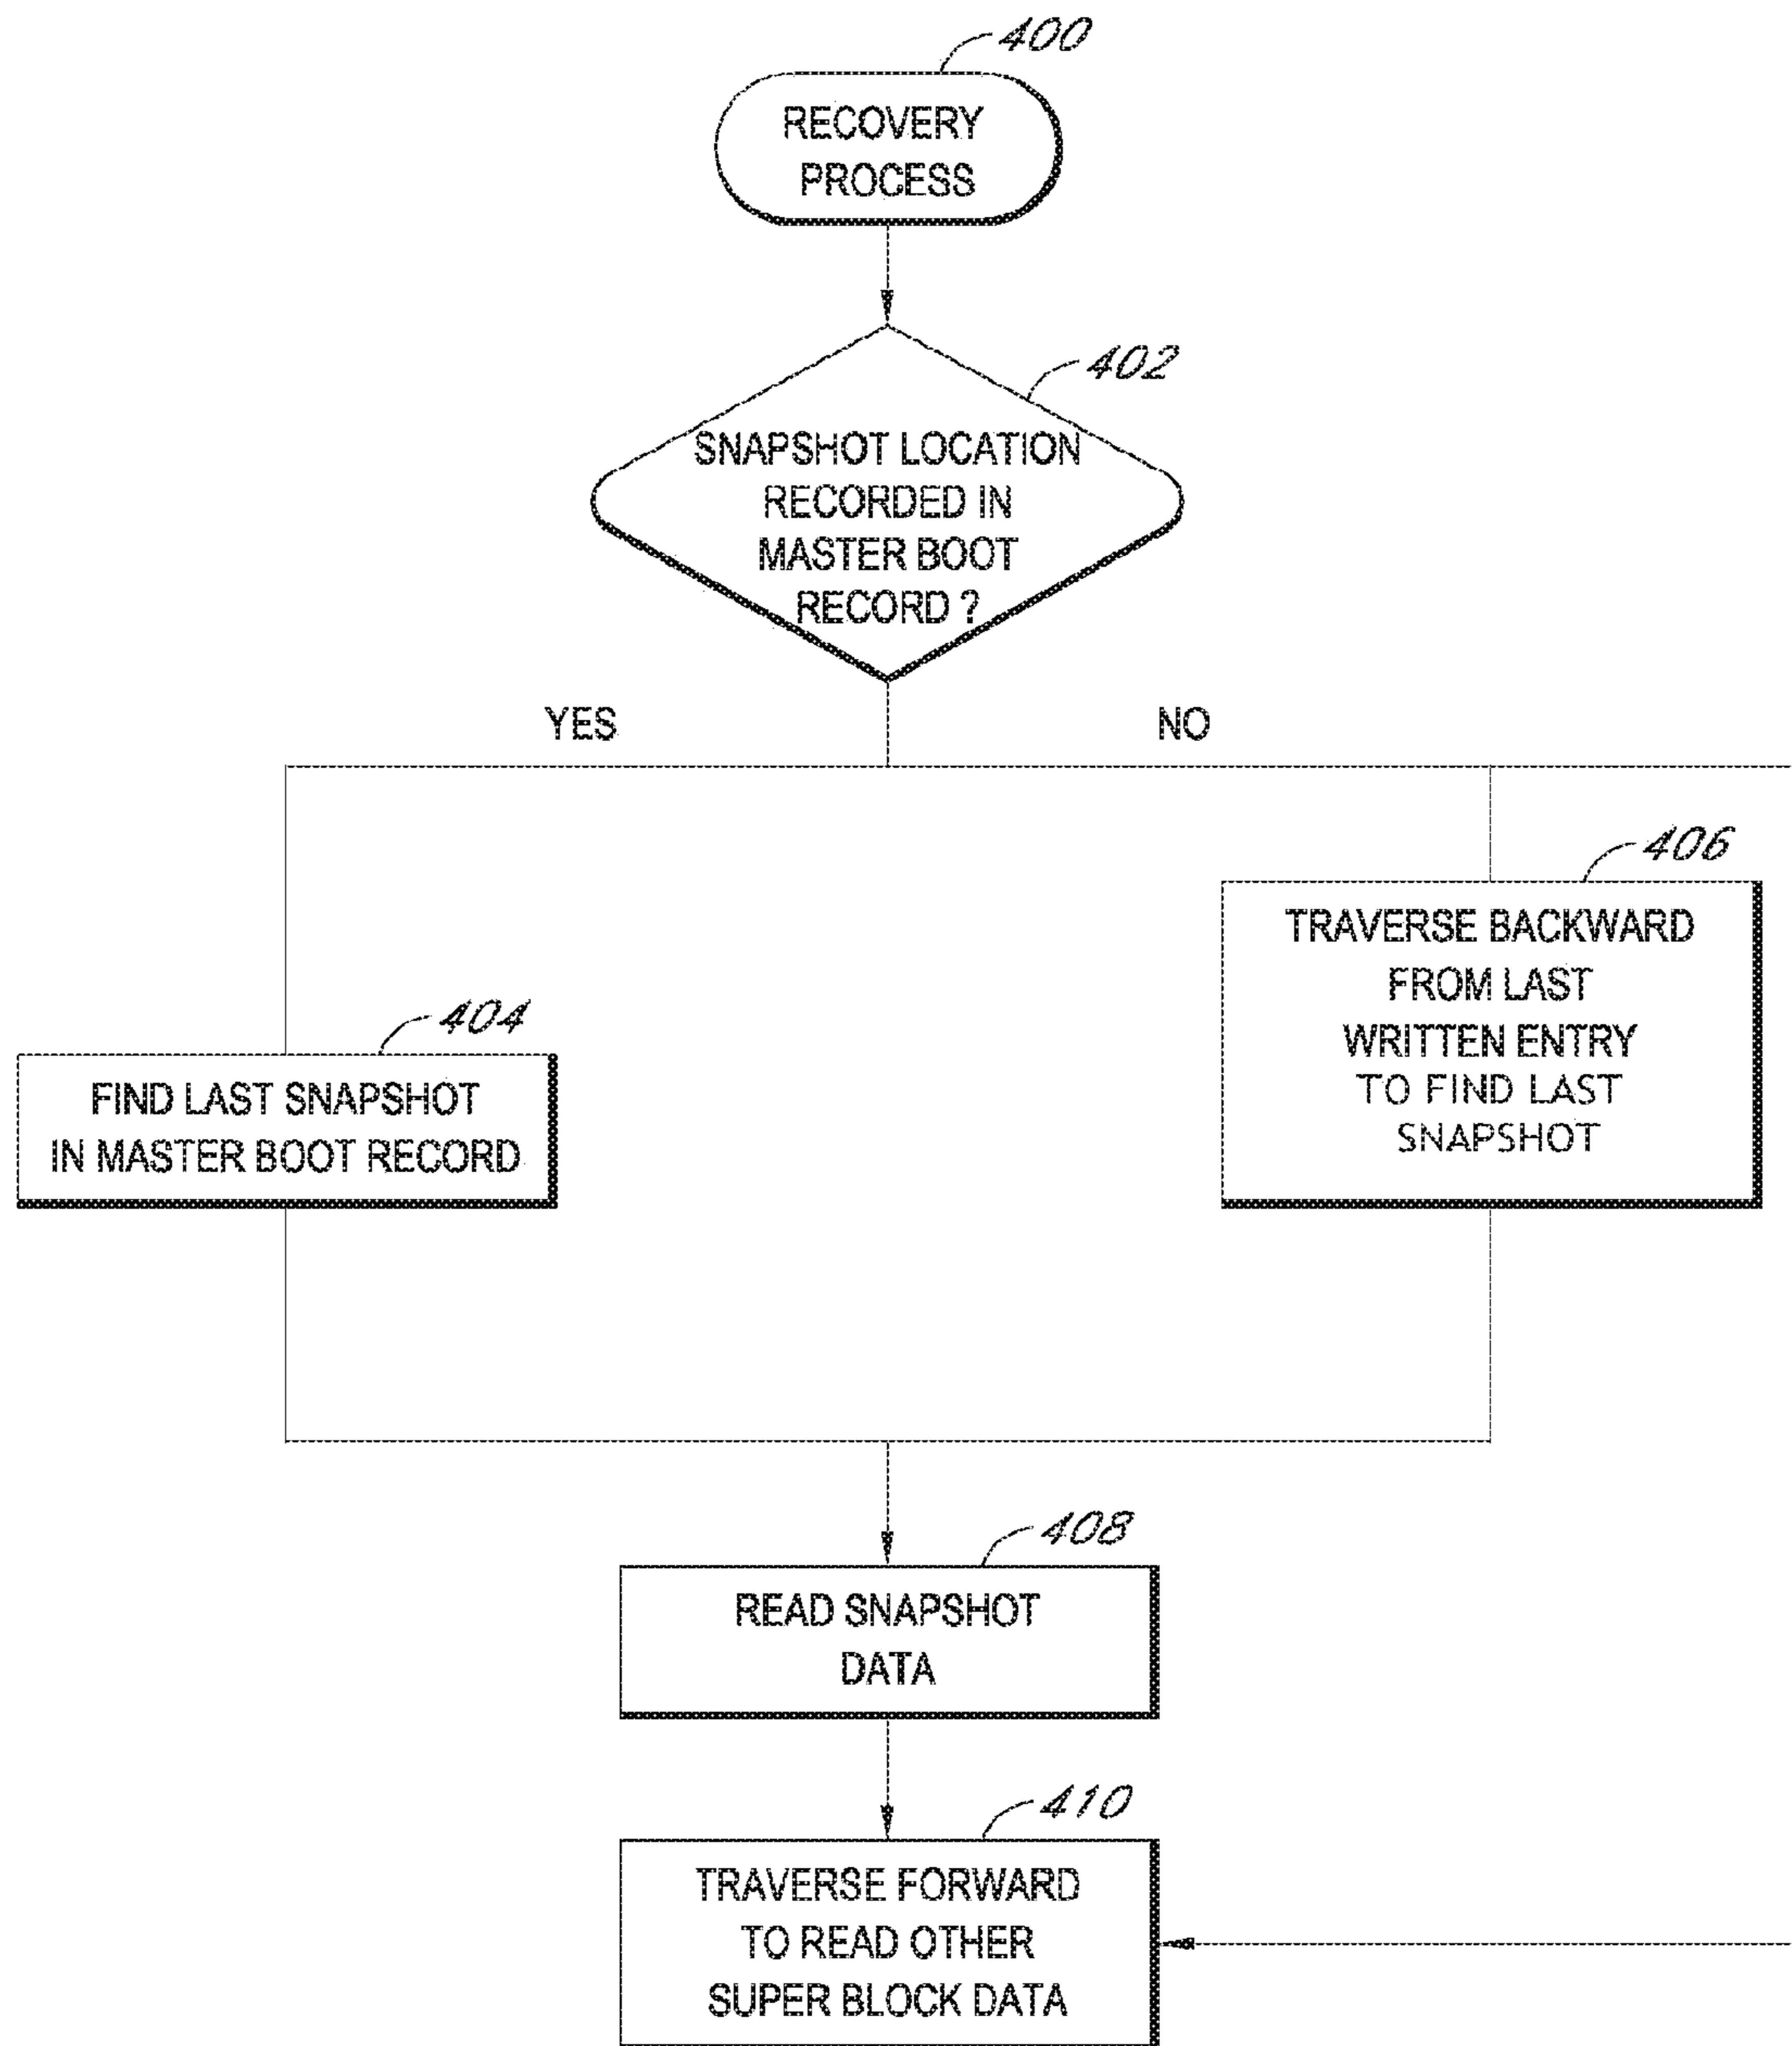 400
RECOVERY
PROCESS
402
SNAPSHOT LOCATION
RECORDED IN
MASTER BOOT
RECORD ?
YES
NO
406
TRAVERSE BACKWARD
FROM LAST
WRITTEN ENTRY
TO FIND LAST
SNAPSHOT
404
FIND LAST SNAPSHOT
IN MASTER BOOT RECORD
408
READ SNAPSHOT
DATA
410
TRAVERSE FORWARD
TO READ OTHER
SUPER BLOCK DATA